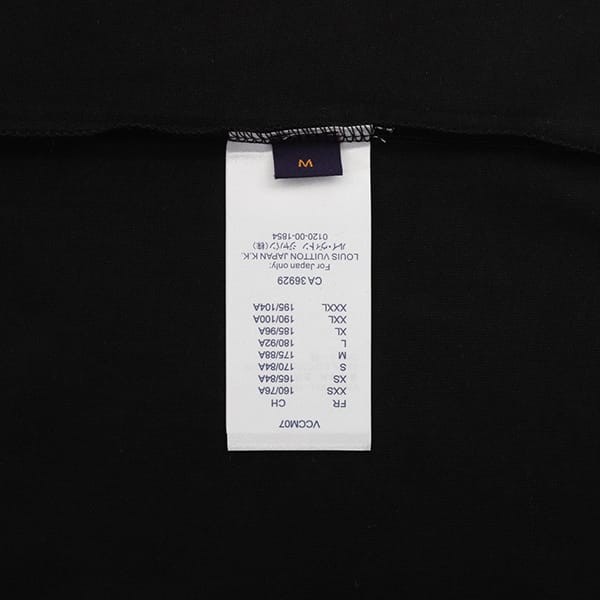 VCCM07
FR CH
XXS 160/76A
XS 165/84A
S 170/84A
M 175/88A
L 180/92A
XL 185/96A
XXL 190/100A
XXXL 195/104A
CA 36929
For Japan only:
LOUIS VUITTON JAPAN K.K.
ルイ・ヴィトン ジャパン(株)
0120-00-1854
M